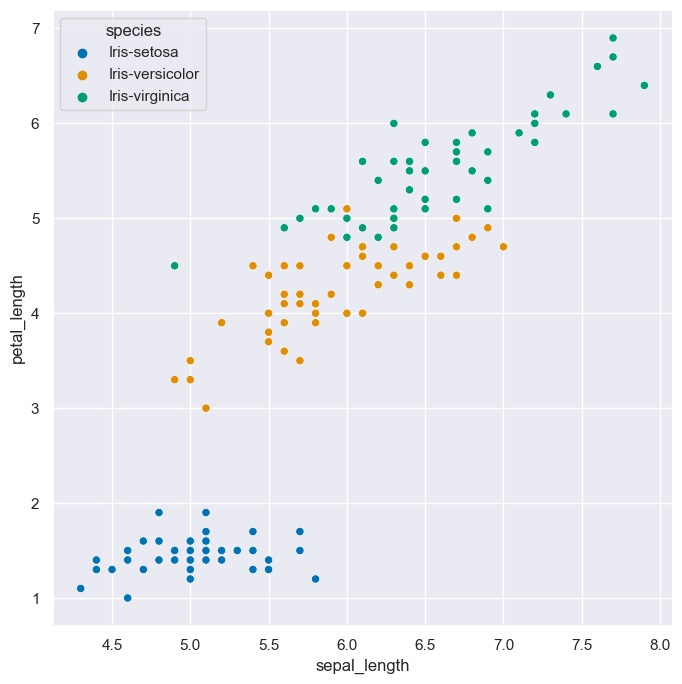 species
Iris-setosa
Iris-versicolor
Iris-virginica
7
6
5
4
3
2
1
petal_length
4.5 5.0 5.5 6.0 6.5 7.0 7.5 8.0
sepal_length